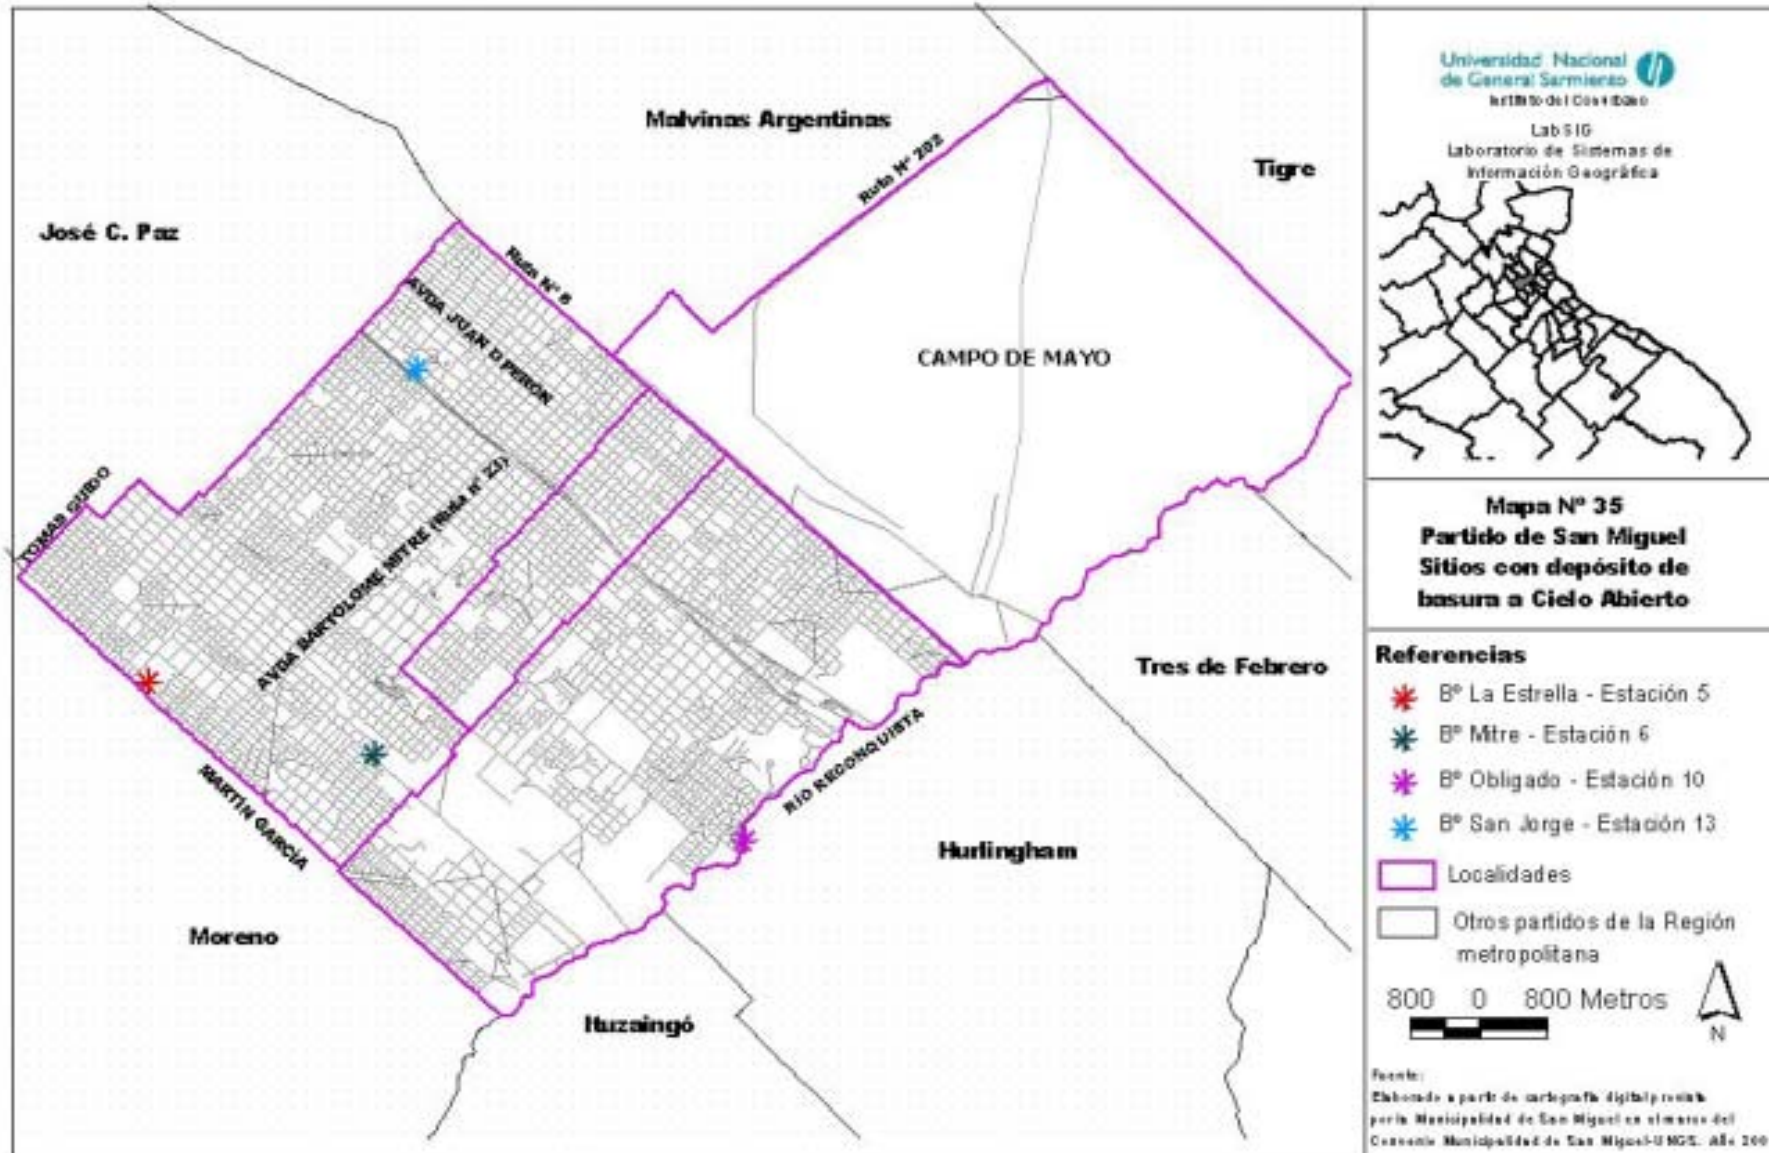 Malvinas Argentinas
Tigre
José C. Paz
Ruta Nº 202
Ruta Nº 8
AVDA JUAN D PERON
CAMPO DE MAYO
TOMAS GUIDO
AVDA BARTOLOME MITRE (Ruta Nº 23)
Tres de Febrero
RÍO RECONQUISTA
MARTÍN GARCÍA
Hurlingham
Moreno
Ituzaingó
Universidad Nacional
de General Sarmiento
Instituto del Conurbano
Lab SIG
Laboratorio de Sistemas de
Información Geográfica
Mapa Nº 35
Partido de San Miguel
Sitios con depósito de
basura a Cielo Abierto
Referencias
Bº La Estrella - Estación 5
Bº Mitre - Estación 6
Bº Obligado - Estación 10
Bº San Jorge - Estación 13
Localidades
Otros partidos de la Región
metropolitana
800 0 800 Metros
N
Fuente:
Elaborado a partir de cartografía digital provista
por la Municipalidad de San Miguel en el marco del
Convenio Municipalidad de San Miguel-UNGS. Año 200